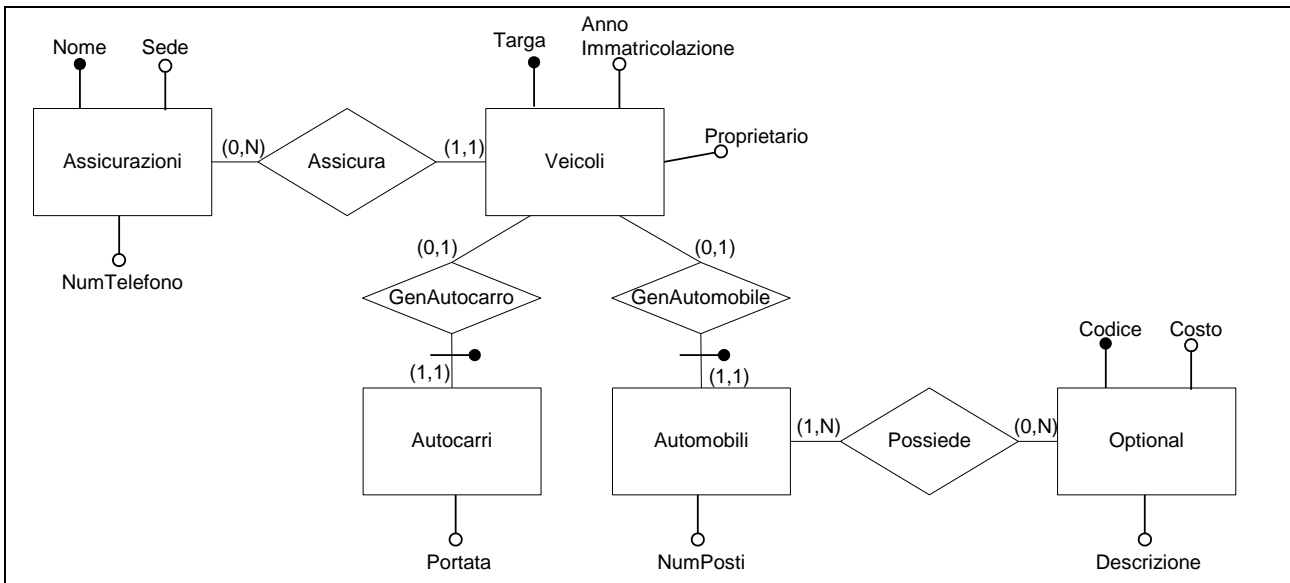 Nome
Sede
Targa
Anno
Immatricolazione
Assicurazioni
(0,N)
Assicura
(1,1)
Veicoli
Proprietario
NumTelefono
(0,1)
(0,1)
GenAutocarro
GenAutomobile
Codice
Costo
(1,1)
(1,1)
Autocarri
Automobili
(1,N)
Possiede
(0,N)
Optional
Portata
NumPosti
Descrizione